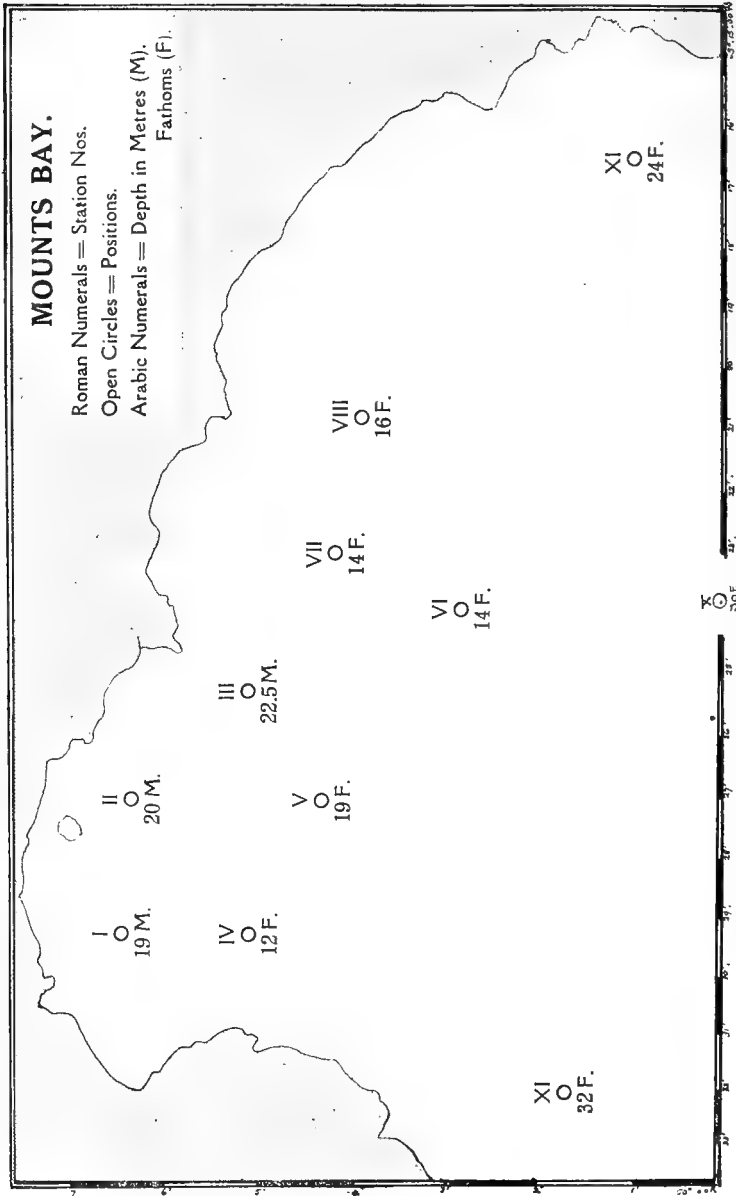 MOUNTS BAY.
Roman Numerals = Station Nos.
Open Circles = Positions.
Arabic Numerals = Depth in Metres (M).
Fathoms (F).
I
19 M.
II
20 M.
III
22.5 M.
IV
12 F.
V
19 F.
VI
14 F.
VII
14 F.
VIII
16 F.
XI
24 F.
XI
32 F.
X